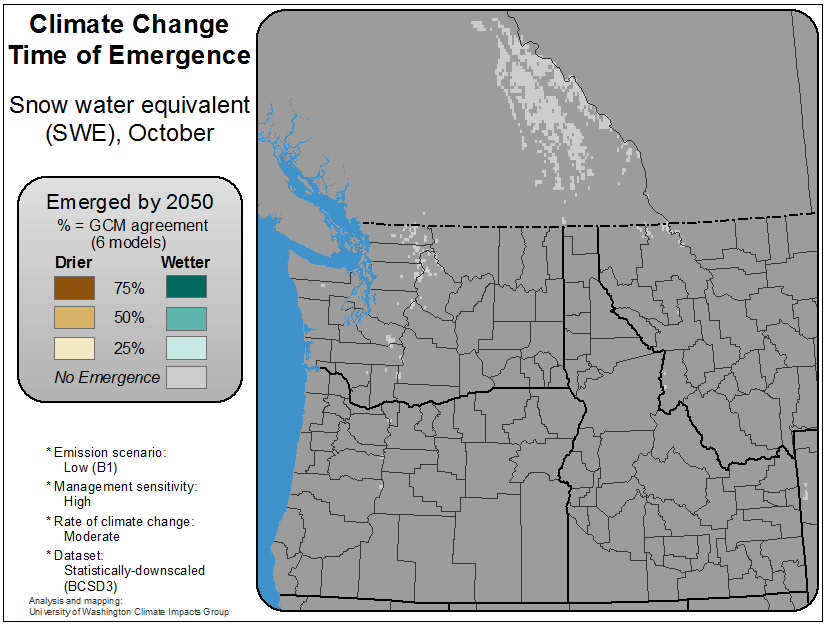 Climate Change
Time of Emergence
Snow water equivalent
(SWE), October
Emerged by 2050
% = GCM agreement
(6 models)
Drier Wetter
75%
50%
25%
No Emergence
* Emission scenario:
Low (B1)
* Management sensitivity:
High
* Rate of climate change:
Moderate
* Dataset:
Statistically-downscaled
(BCSD3)
Analysis and mapping:
University of Washington Climate Impacts Group